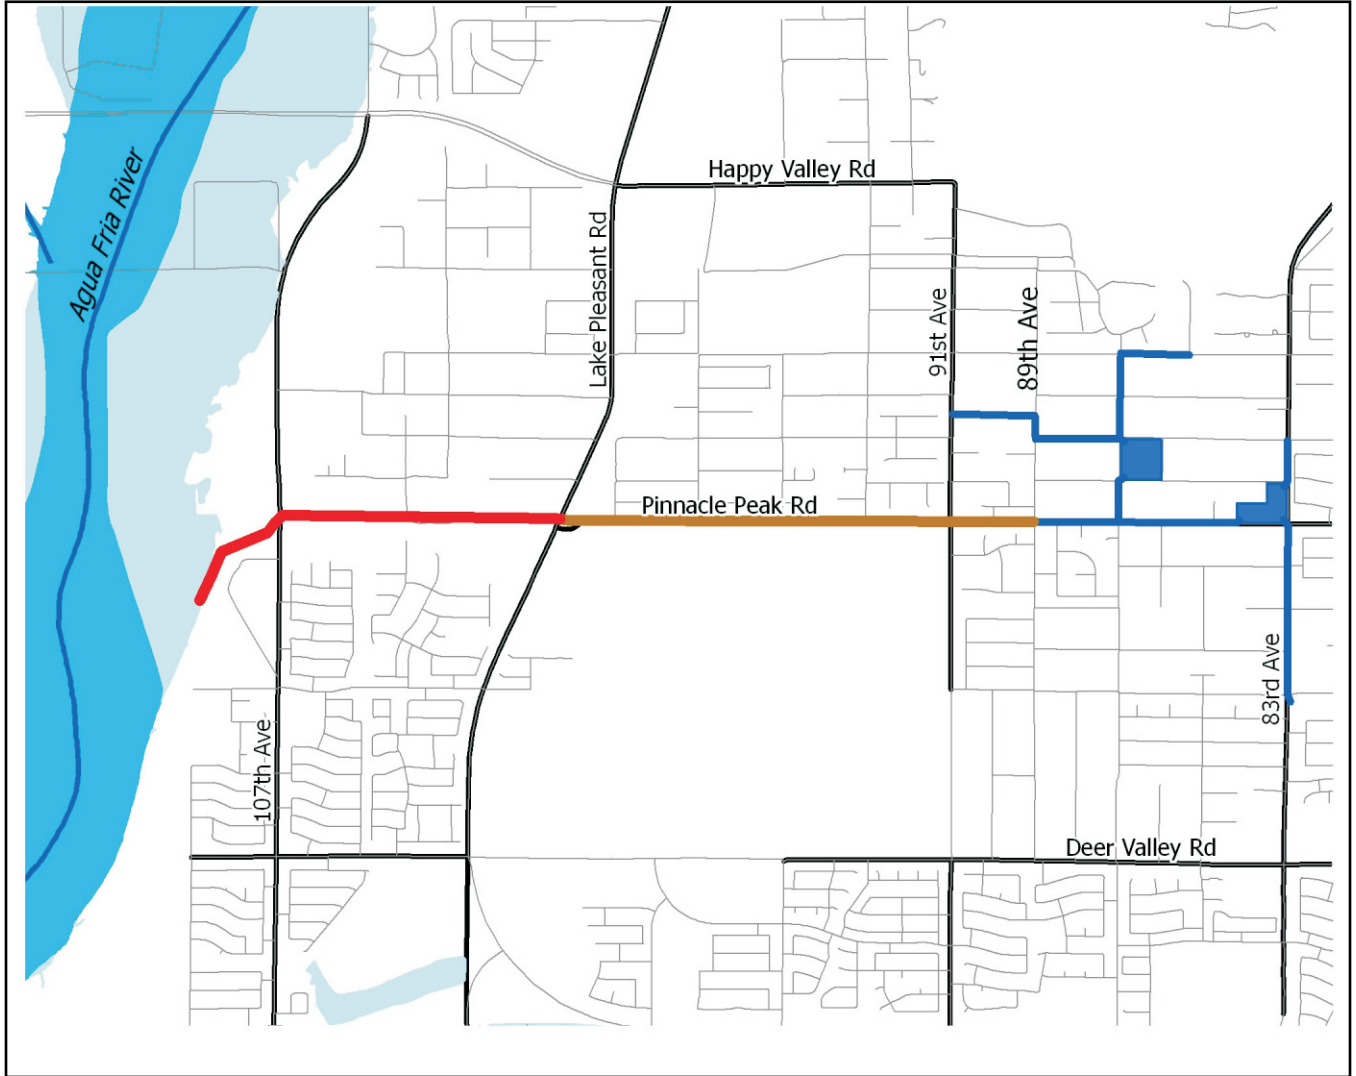 Happy Valley Rd
Agua Fria River
Lake Pleasant Rd
91st Ave
89th Ave
Pinnacle Peak Rd
83rd Ave
107th Ave
Deer Valley Rd